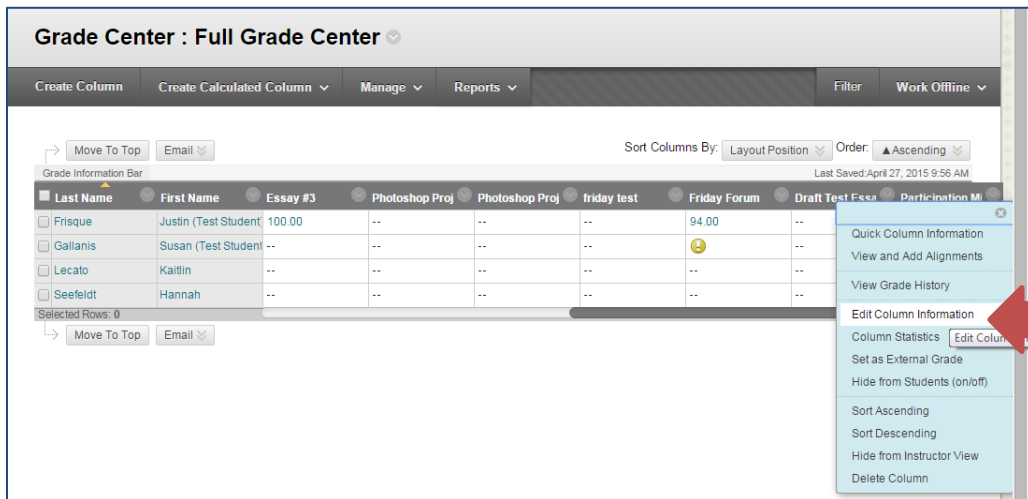 Grade Center : Full Grade Center
Create Column Create Calculated Column Manage Reports Filter Work Offline
Move To Top Email Sort Columns By: Layout Position Order: ▲Ascending
Grade Information Bar Last Saved:April 27, 2015 9:56 AM
Last Name First Name Essay #3 Photoshop Proj Photoshop Proj friday test Friday Forum Draft Test Essa Participation Mi
Frisque Justin (Test Student) 100.00 -- -- -- 94.00 --
Gallanis Susan (Test Student -- -- -- -- --
Lecato Kaitlin -- -- -- -- -- --
Seefeldt Hannah -- -- -- -- -- --
Selected Rows: 0
Move To Top Email
Quick Column Information
View and Add Alignments
View Grade History
Edit Column Information
Column Statistics Edit Colum
Set as External Grade
Hide from Students (on/off)
Sort Ascending
Sort Descending
Hide from Instructor View
Delete Column